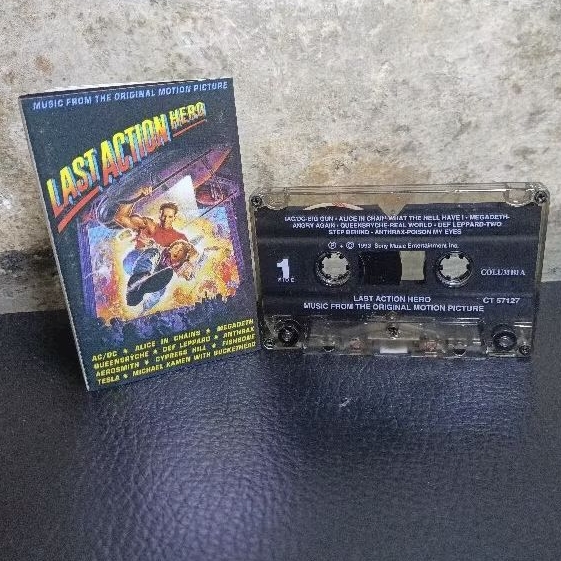 MUSIC FROM THE ORIGINAL MOTION PICTURE
LAST ACTION HERO
AC/DC ★ ALICE IN CHAINS ★ MEGADETH
QUEENSRYCHE ★ DEF LEPPARD ★ ANTHRAX
AEROSMITH ★ CYPRESS HILL ★ FISHBONE
TESLA ★ MICHAEL KAMEN WITH BUCKETHEAD
AC/DC-BIG GUN • ALICE IN CHAINS-WHAT THE HELL HAVE I • MEGADETH-
ANGRY AGAIN • QUEENSRYCHE-REAL WORLD • DEF LEPPARD-TWO
STEP BEHIND • ANTHRAX-POISON MY EYES
℗ • © 1993 Sony Music Entertainment Inc.
1
SIDE
COLUMBIA
LAST ACTION HERO
CT 57127
MUSIC FROM THE ORIGINAL MOTION PICTURE